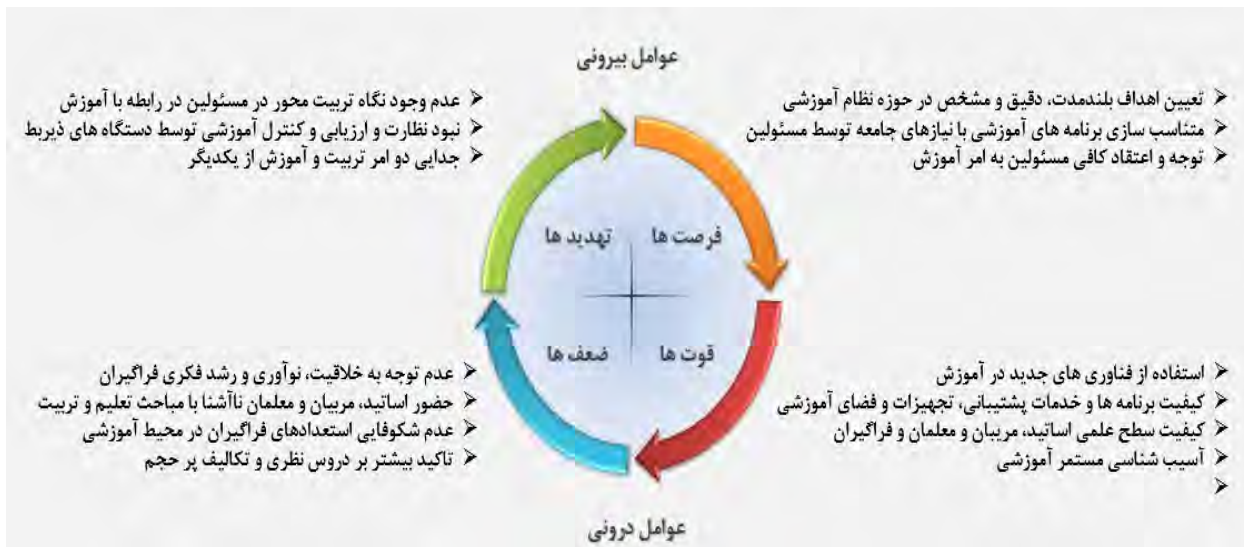 عوامل بیرونی
تعیین اهداف بلندمدت، دقیق و مشخص در حوزه نظام آموزشی
متناسب سازی برنامه های آموزشی با نیازهای جامعه توسط مسئولین
توجه و اعتقاد کافی مسئولین به امر آموزش
عدم وجود نگاه تربیت محور در مسئولین در رابطه با آموزش
نبود نظارت و ارزیابی و کنترل آموزشی توسط دستگاه های ذیربط
جدایی دو امر تربیت و آموزش از یکدیگر
فرصت ها
تهدید ها
قوت ها
ضعف ها
استفاده از فناوری های جدید در آموزش
کیفیت برنامه ها و خدمات پشتیبانی، تجهیزات و فضای آموزشی
کیفیت سطح علمی اساتید، مربیان و معلمان و فراگیران
آسیب شناسی مستمر آموزشی
عدم توجه به خلاقیت، نوآوری و رشد فکری فراگیران
حضور اساتید، مربیان و معلمان ناآشنا با مباحث تعلیم و تربیت
عدم شکوفایی استعدادهای فراگیران در محیط آموزشی
تاکید بیشتر بر دروس نظری و تکالیف پر حجم
عوامل درونی